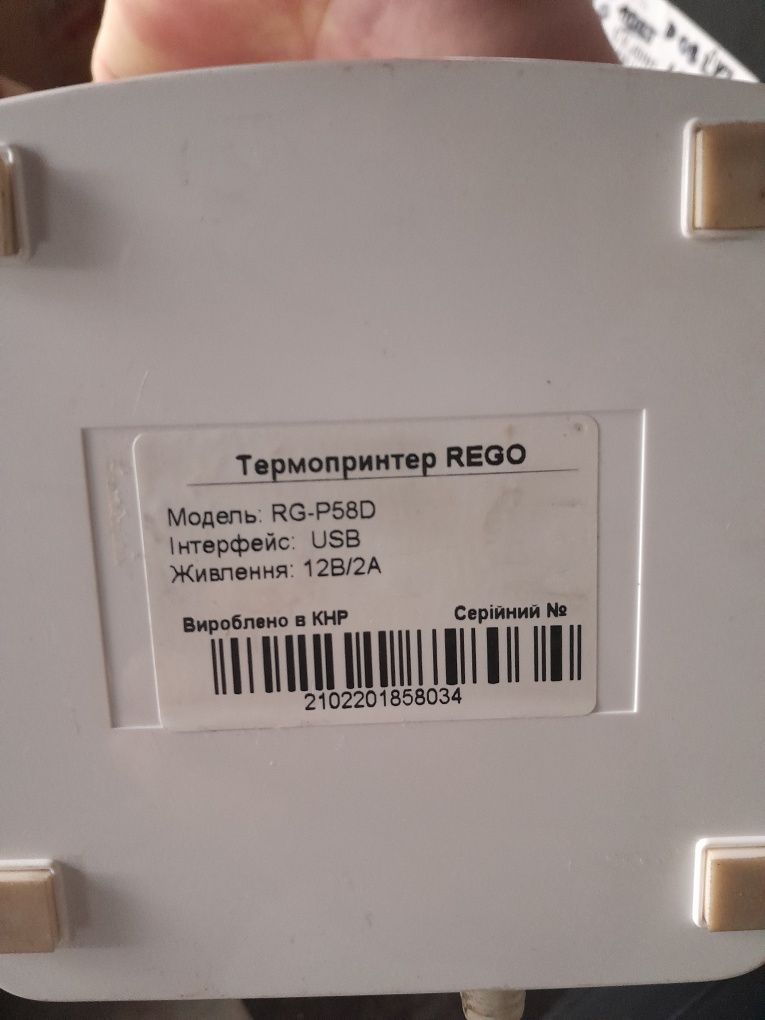 Термопринтер REGO
Модель: RG-P58D
Інтерфейс: USB
Живлення: 12В/2А
Вироблено в КНР Серійний №
2102201858034